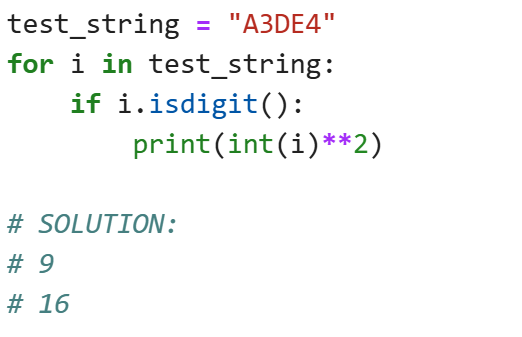 test_string = "A3DE4"
for i in test_string:
    if i.isdigit():
        print(int(i)**2)
# SOLUTION:
# 9
# 16